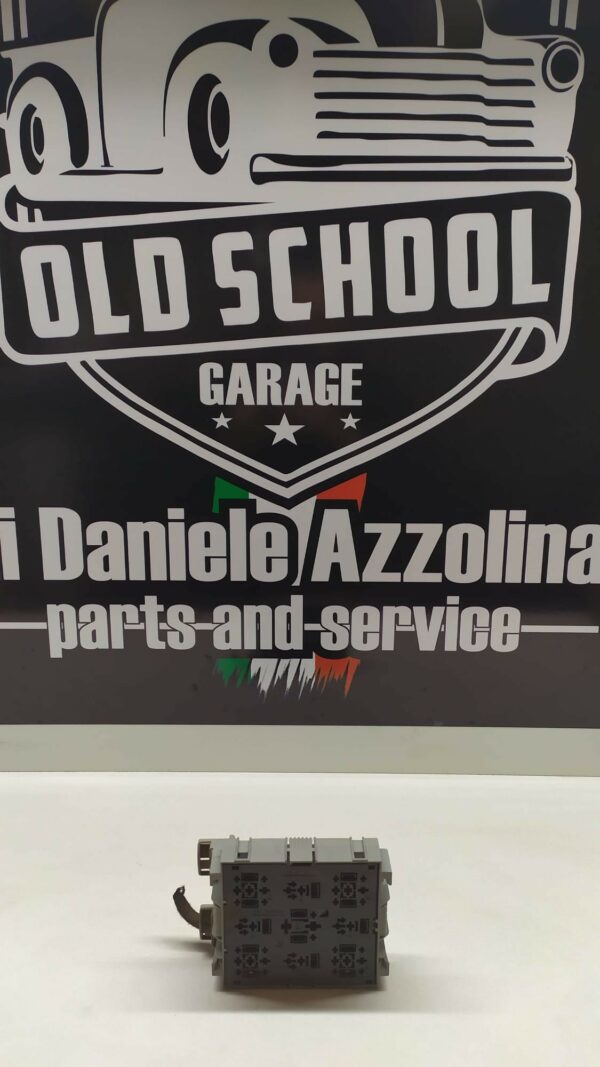 OLD SCHOOL
GARAGE
i Daniele Azzolina
parts and service